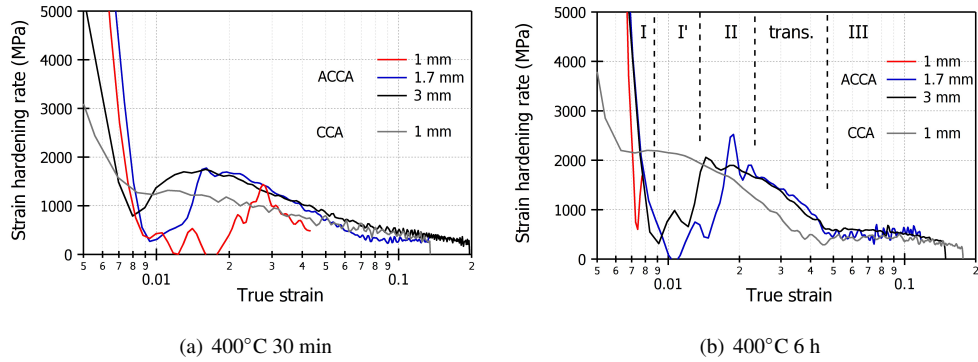 5000
4000
3000
2000
1000
0
Strain hardening rate (MPa)
ACCA
1 mm
1.7 mm
3 mm
CCA
1 mm
5 6 7 8 9 0.01 2 3 4 5 6 7 8 9 0.1 2
True strain
(a) 400°C 30 min
5000
4000
3000
2000
1000
0
Strain hardening rate (MPa)
I I' II trans. III
ACCA
1 mm
1.7 mm
3 mm
CCA
1 mm
5 6 7 8 9 0.01 2 3 4 5 6 7 8 9 0.1 2
True strain
(b) 400°C 6 h